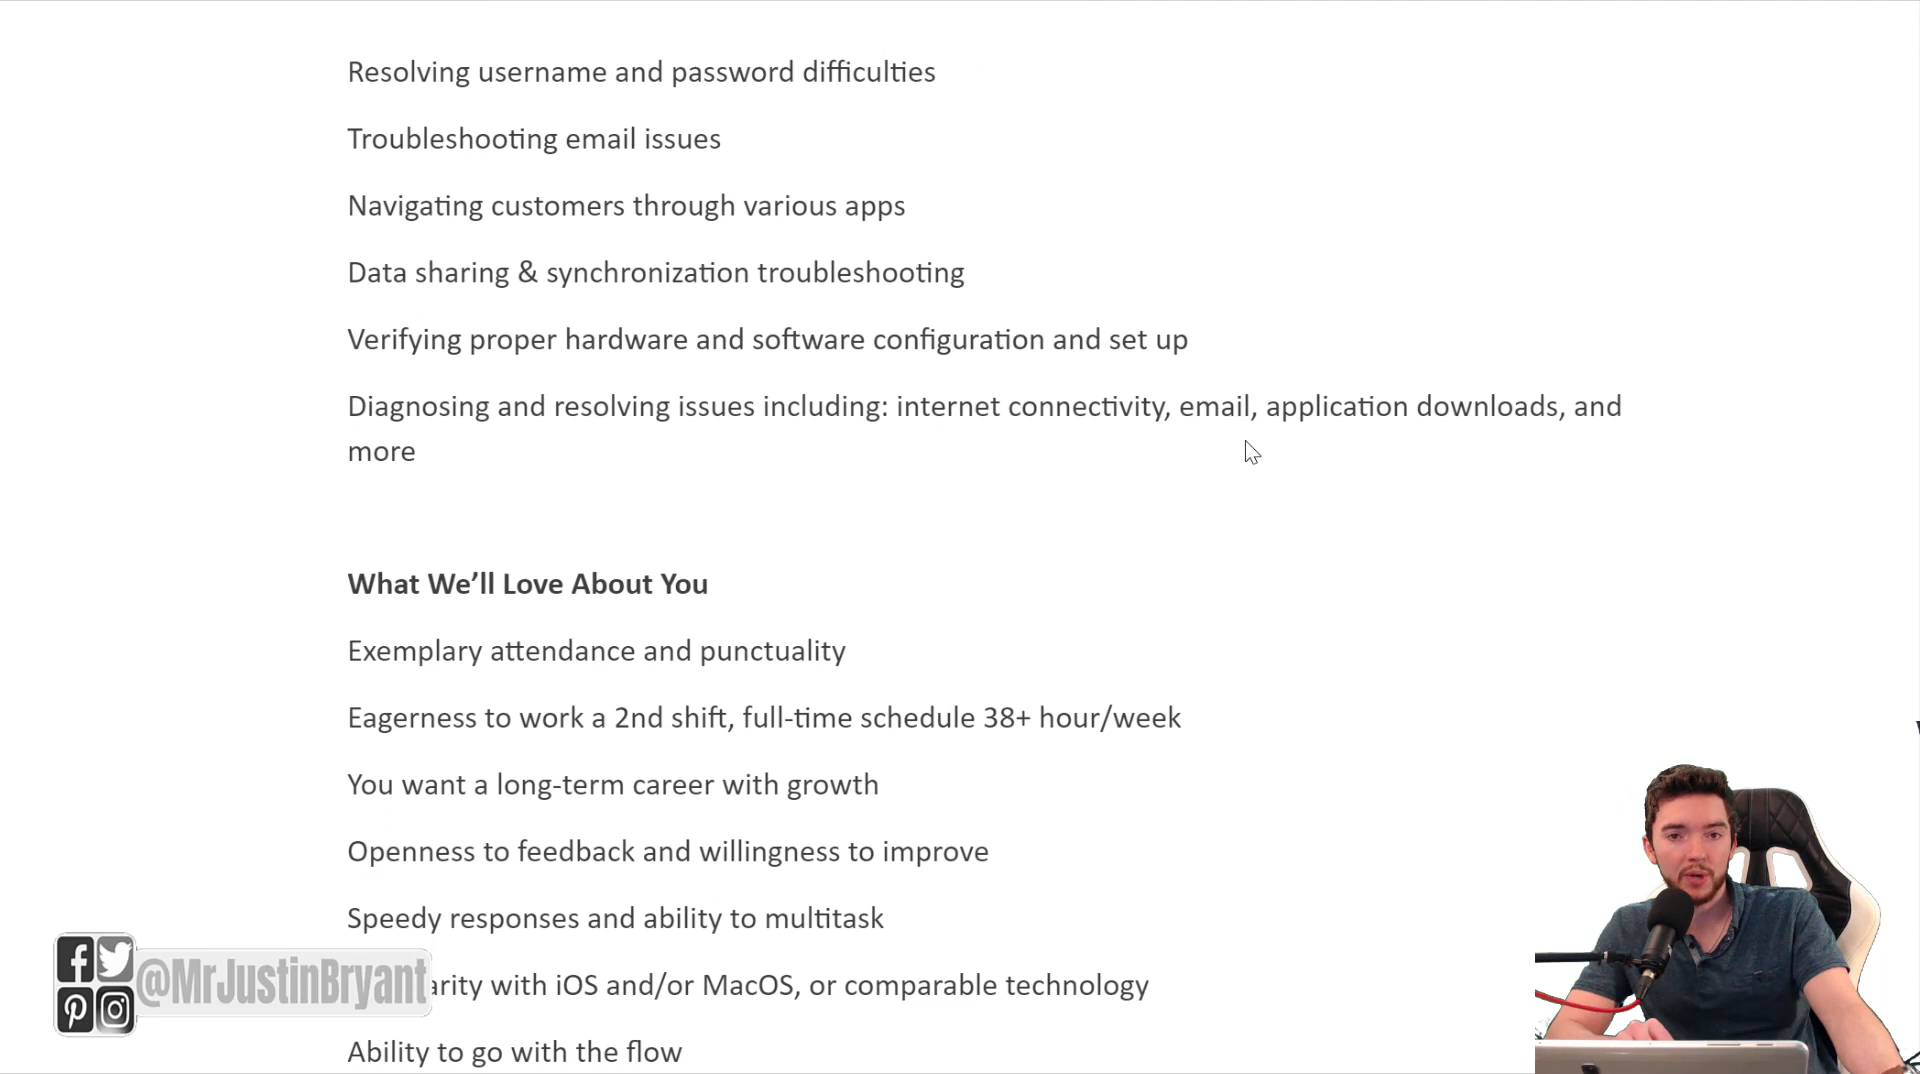 Resolving username and password difficulties
Troubleshooting email issues
Navigating customers through various apps
Data sharing & synchronization troubleshooting
Verifying proper hardware and software configuration and set up
Diagnosing and resolving issues including: internet connectivity, email, application downloads, and
more
What We’ll Love About You
Exemplary attendance and punctuality
Eagerness to work a 2nd shift, full-time schedule 38+ hour/week
You want a long-term career with growth
Openness to feedback and willingness to improve
Speedy responses and ability to multitask
@MrJustinBryant
with iOS and/or MacOS, or comparable technology
Ability to go with the flow